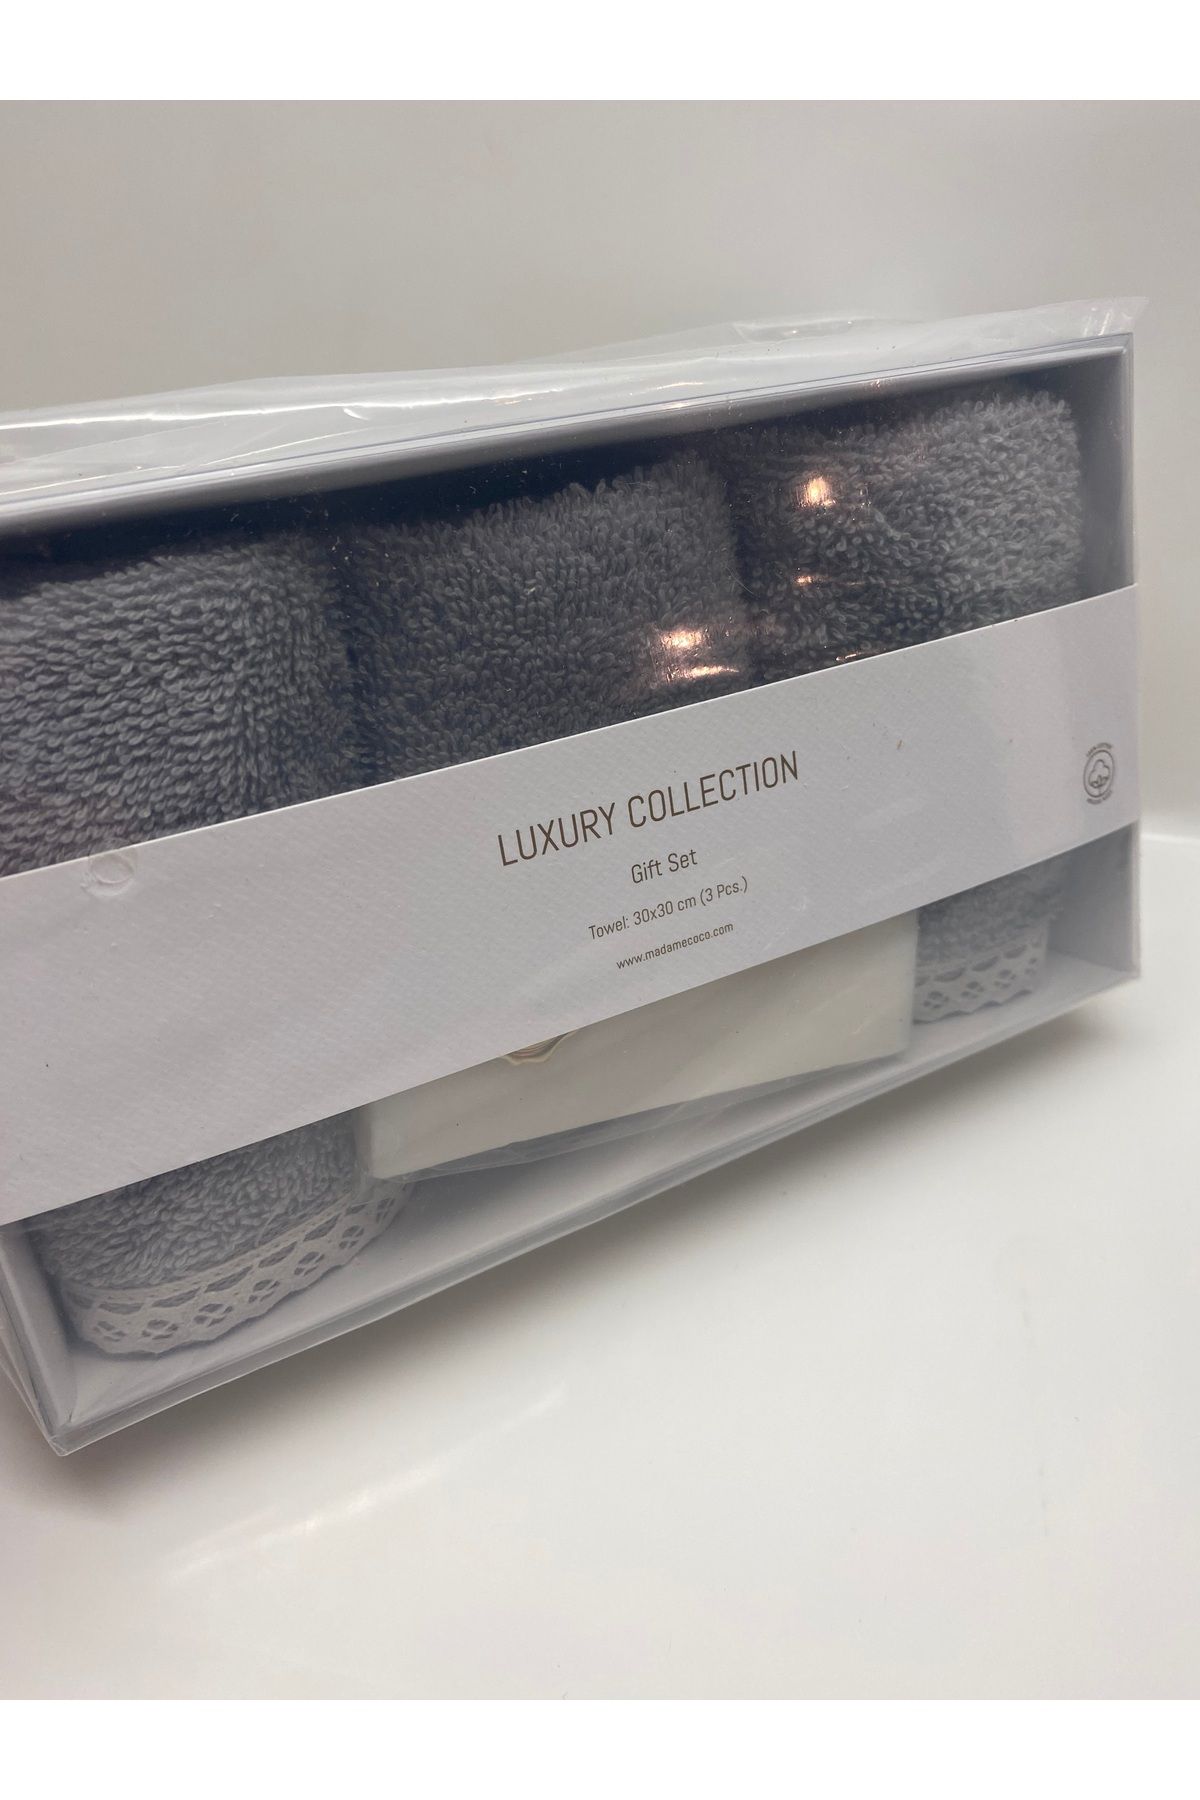 LUXURY COLLECTION
Gift Set
Towel: 30x30 cm (3 Pcs.)
www.madamecoco.com